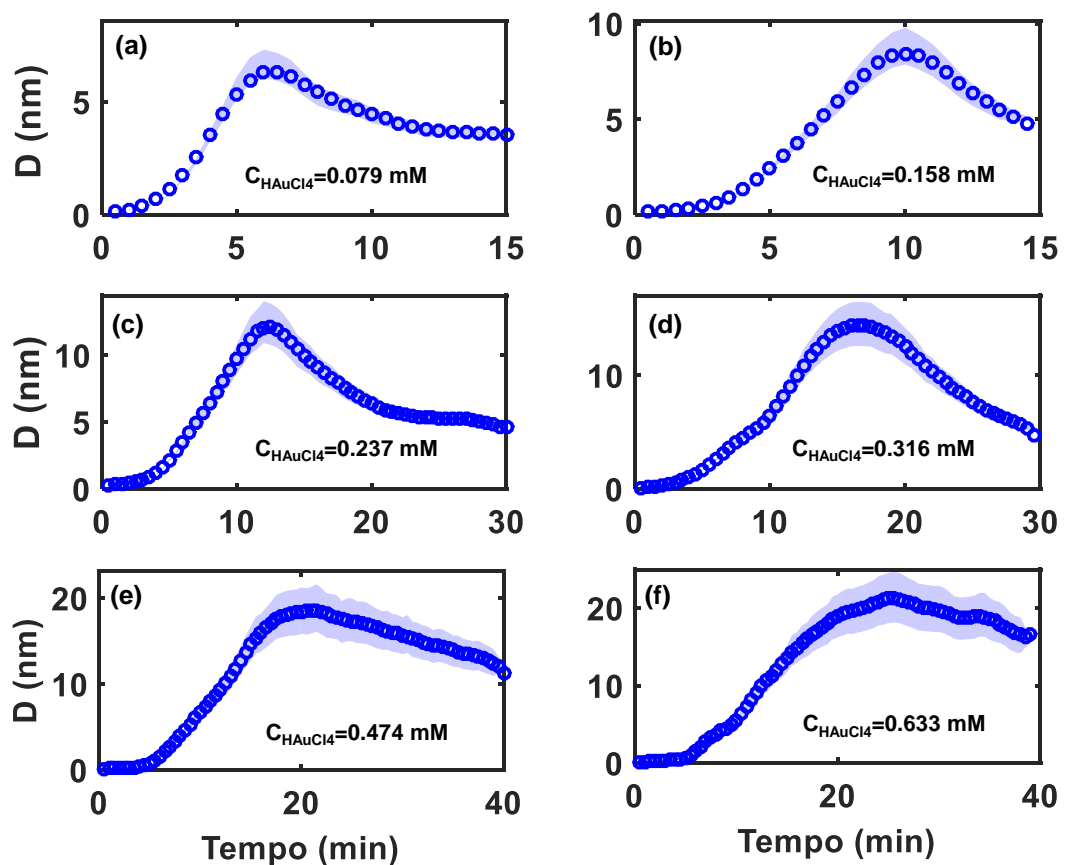 (a)
D (nm)
5
0
0 5 10 15
C_HAuCl4=0.079 mM
(b)
10
5
0
0 5 10 15
C_HAuCl4=0.158 mM
(c)
D (nm)
10
5
0
0 10 20 30
C_HAuCl4=0.237 mM
(d)
10
0
0 10 20 30
C_HAuCl4=0.316 mM
(e)
D (nm)
20
10
0
0 20 40
C_HAuCl4=0.474 mM
Tempo (min)
(f)
20
10
0
0 20 40
C_HAuCl4=0.633 mM
Tempo (min)